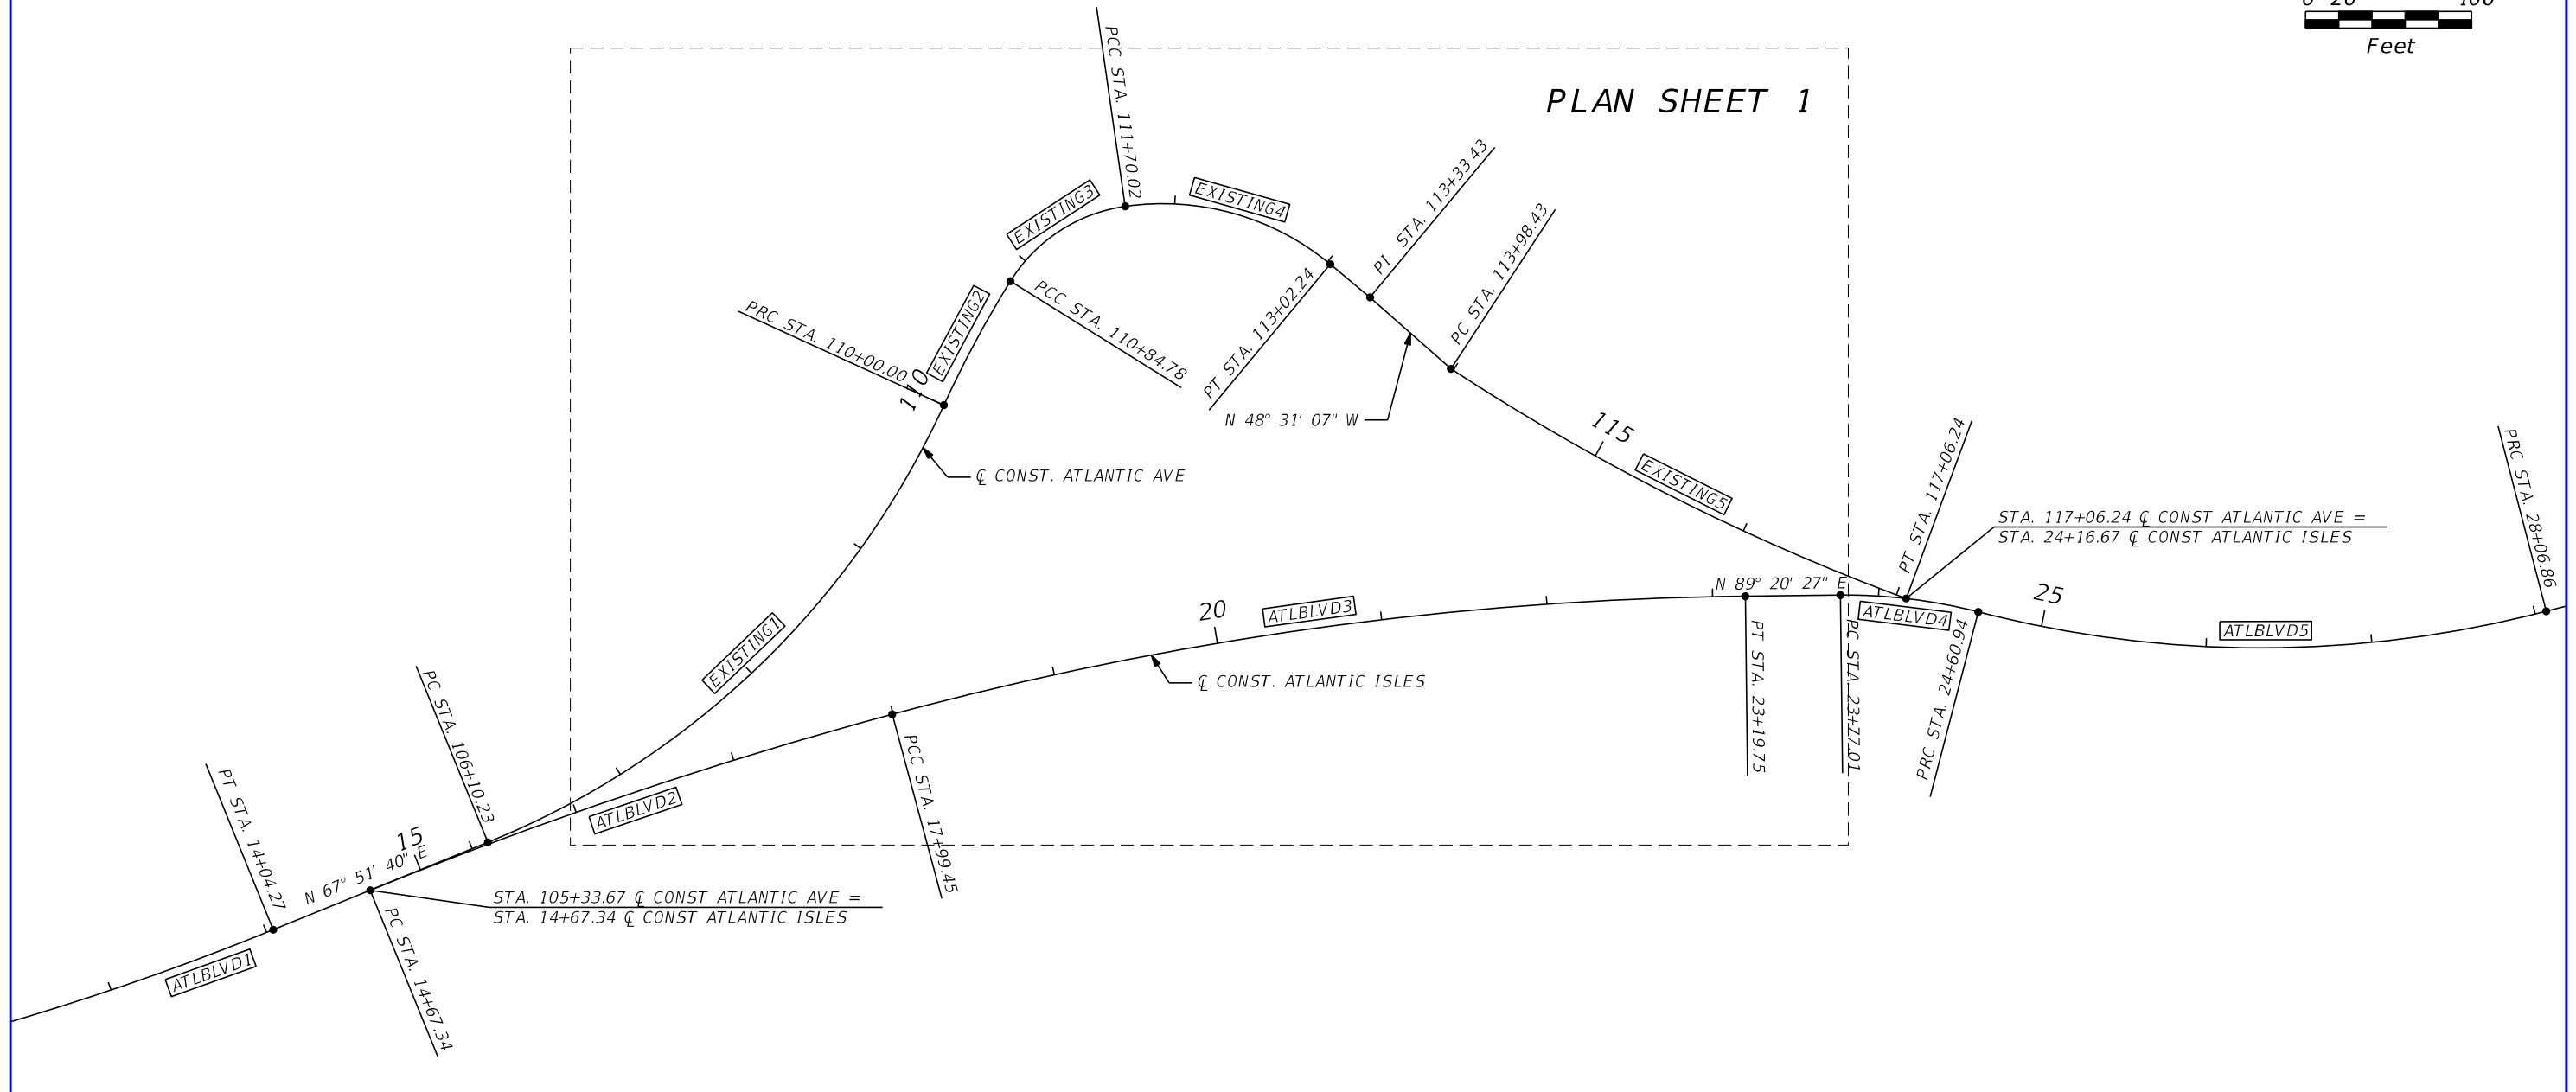 0 20 100
Feet
PLAN SHEET 1
PCC STA. 111+70.02
EXISTING3
EXISTING4
PI STA. 113+33.43
PC STA. 113+98.43
PT STA. 113+02.24
PCC STA. 110+84.78
EXISTING2
PRC STA. 110+00.00
110
N 48° 31' 07" W
℄ CONST. ATLANTIC AVE
115
EXISTING5
PT STA. 117+06.24
STA. 117+06.24 ℄ CONST ATLANTIC AVE =
STA. 24+16.67 ℄ CONST ATLANTIC ISLES
PRC STA. 28+06.86
N 89° 20' 27" E
25
20
ATLBLVD3
ATLBLVD4
ATLBLVD5
EXISTING1
℄ CONST. ATLANTIC ISLES
PT STA. 23+19.75
PC STA. 23+77.01
PRC STA. 24+60.94
PC STA. 106+10.23
PCC STA. 17+99.45
ATLBLVD2
PT STA. 14+04.27
15
N 67° 51' 40" E
STA. 105+33.67 ℄ CONST ATLANTIC AVE =
STA. 14+67.34 ℄ CONST ATLANTIC ISLES
ATLBLVD1
PC STA. 14+67.34